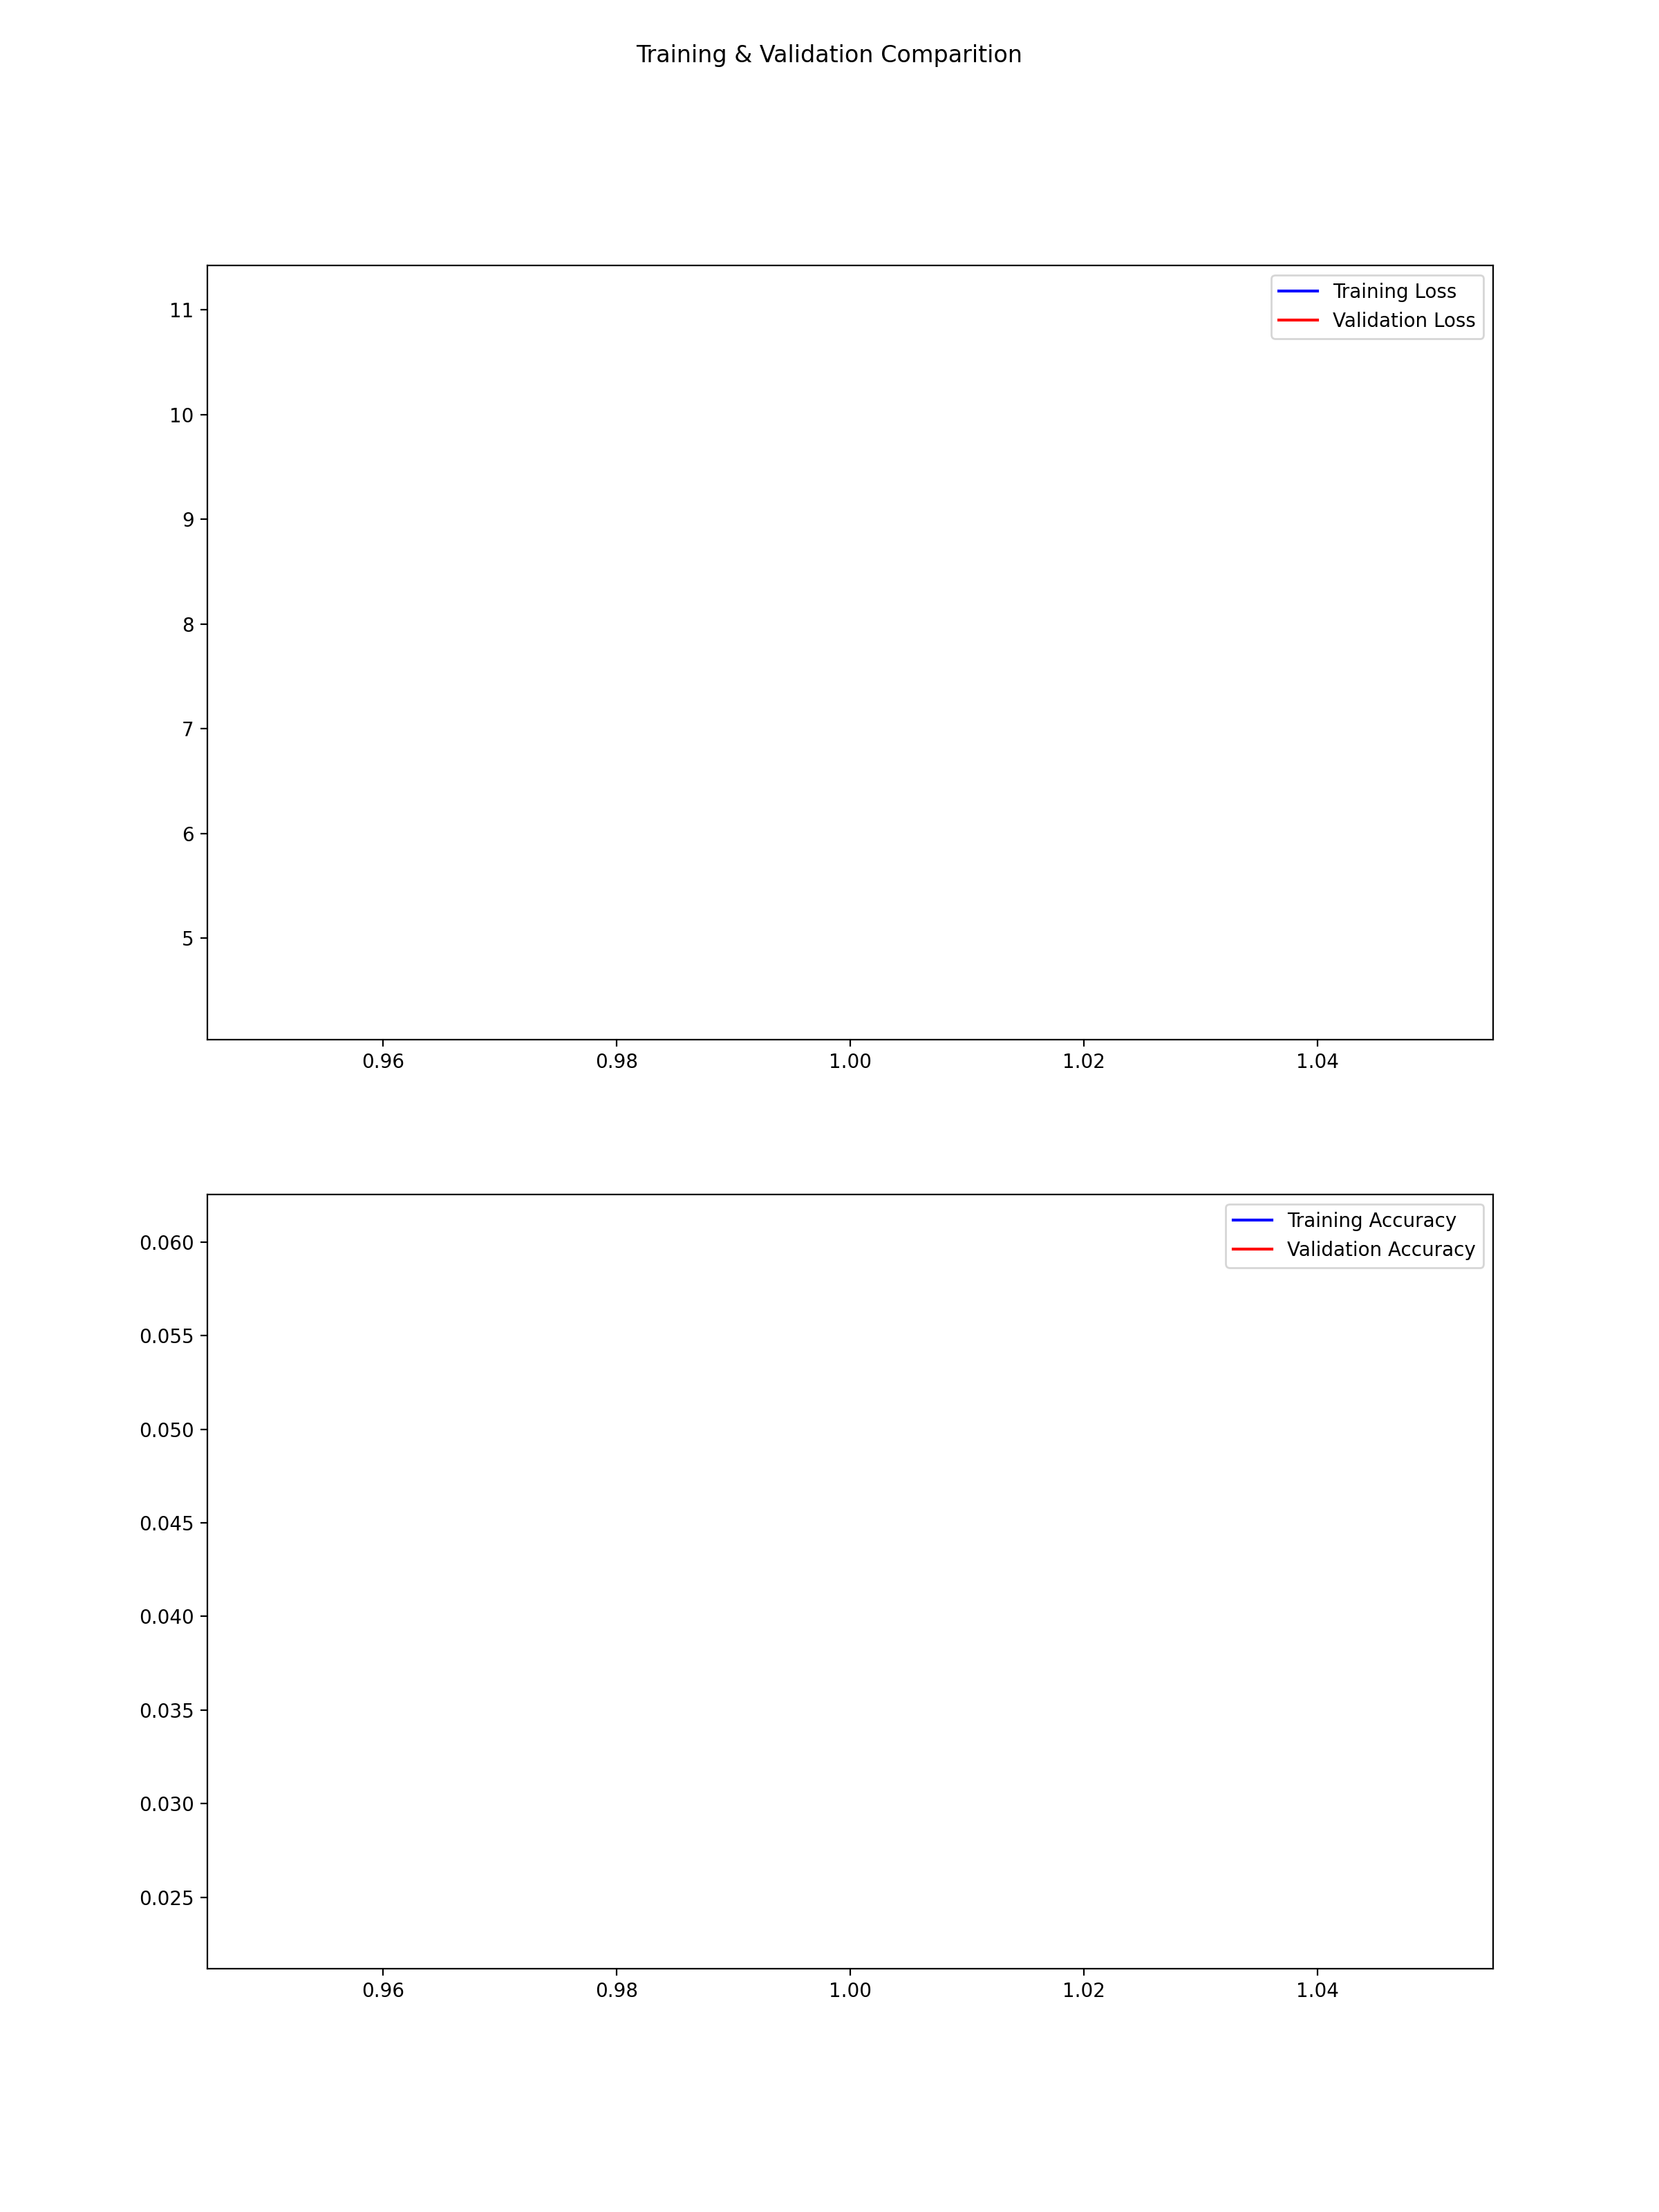 Training & Validation Comparition
Training Loss
Validation Loss
11
10
9
8
7
6
5
0.96 0.98 1.00 1.02 1.04
Training Accuracy
Validation Accuracy
0.060
0.055
0.050
0.045
0.040
0.035
0.030
0.025
0.96 0.98 1.00 1.02 1.04